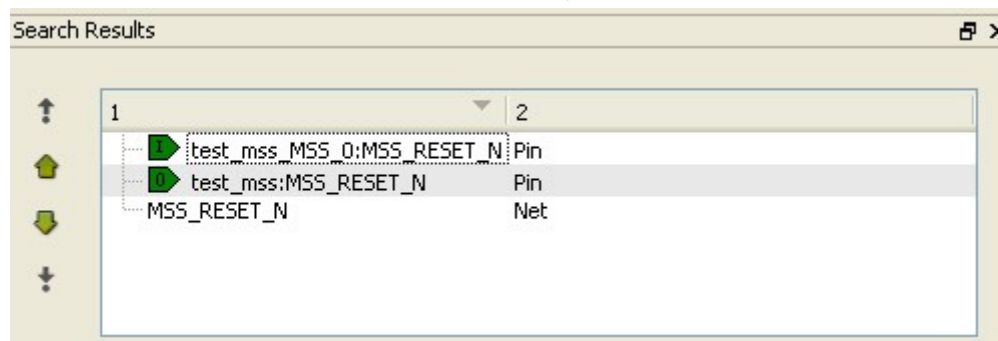 Search Results
1 2
I test_mss_MSS_0:MSS_RESET_N Pin
O test_mss:MSS_RESET_N Pin
MSS_RESET_N Net